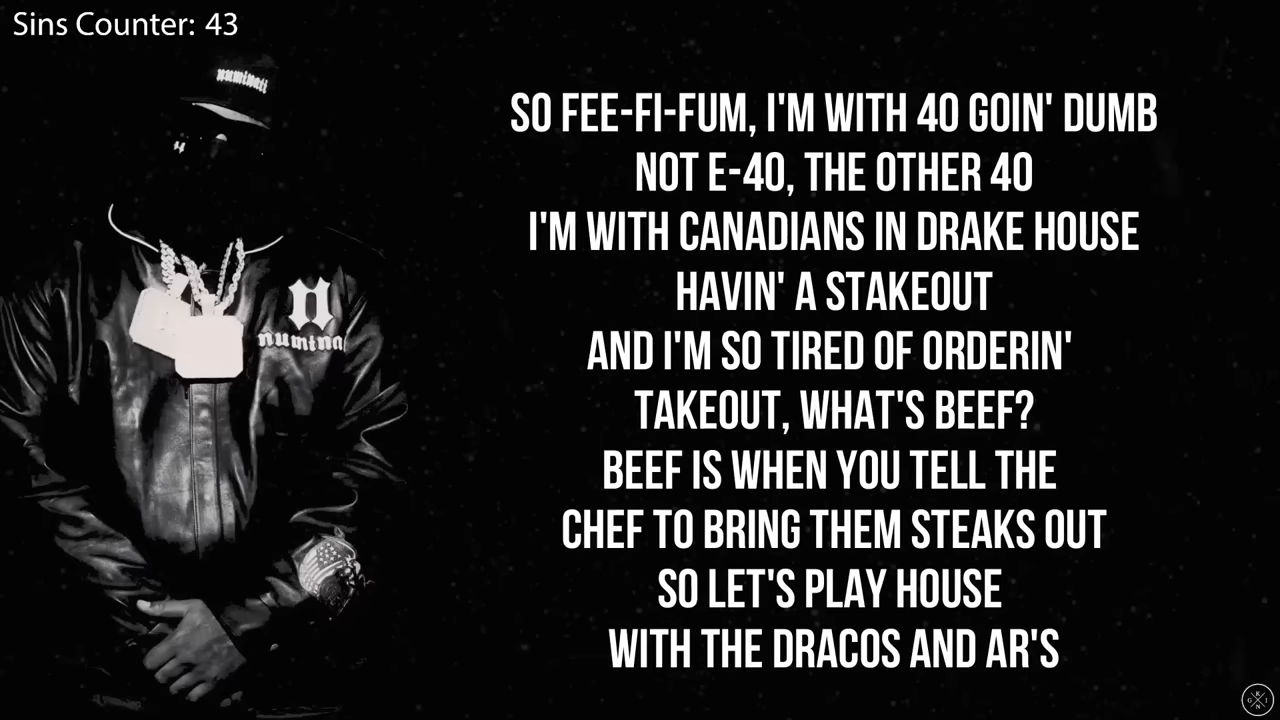 Sins Counter: 43
numinati
SO FEE-FI-FUM, I'M WITH 40 GOIN' DUMB
NOT E-40, THE OTHER 40
I'M WITH CANADIANS IN DRAKE HOUSE
HAVIN' A STAKEOUT
AND I'M SO TIRED OF ORDERIN'
TAKEOUT, WHAT'S BEEF?
BEEF IS WHEN YOU TELL THE
CHEF TO BRING THEM STEAKS OUT
SO LET'S PLAY HOUSE
WITH THE DRACOS AND AR'S
n
numina